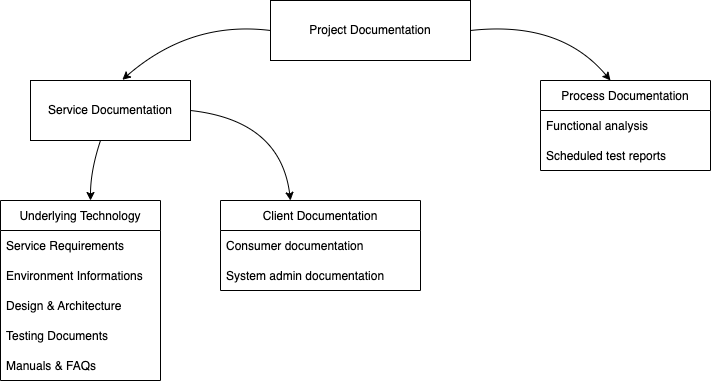 Project Documentation
Service Documentation
Process Documentation
Functional analysis
Scheduled test reports
Underlying Technology
Service Requirements
Environment Informations
Design & Architecture
Testing Documents
Manuals & FAQs
Client Documentation
Consumer documentation
System admin documentation